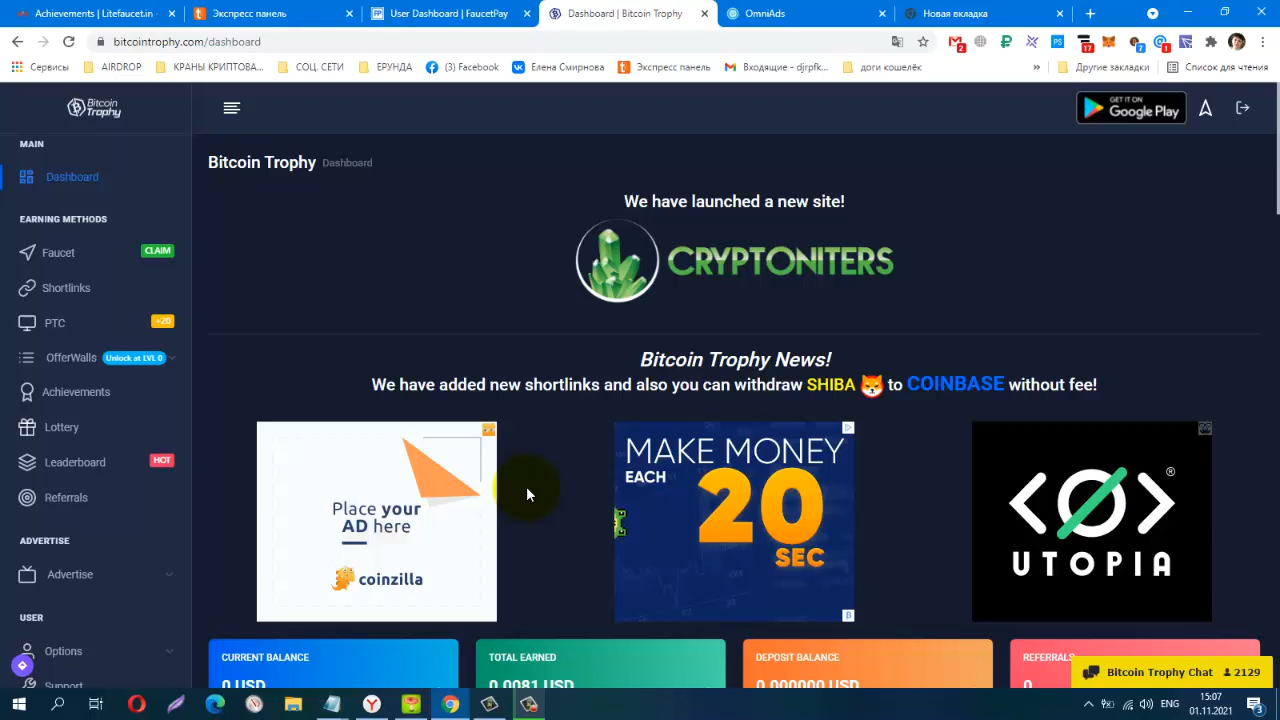 Achievements | Litefaucet.in -
Экспресс панель
User Dashboard | FaucetPay
Dashboard | Bitcoin Trophy
OmniAds
Новая вкладка
bitcointrophy.com/dashboard
Сервисы
AIRDROP
КРАНЫ КРИПТОВА...
СОЦ. СЕТИ
ЕРУНДА
(3) Facebook
Елена Смирнова
Экспресс панель
Входящие - djrpfk...
доги кошелёк
»
Другие закладки
Список для чтения
Bitcoin
Trophy
GET IT ON
Google Play
MAIN
Dashboard
EARNING METHODS
Faucet CLAIM
Shortlinks
PTC +20
OfferWalls Unlock at LVL 0
Achievements
Lottery
Leaderboard HOT
Referrals
ADVERTISE
Advertise
USER
Options
Support
Bitcoin Trophy Dashboard
We have launched a new site!
CRYPTONITERS
Bitcoin Trophy News!
We have added new shortlinks and also you can withdraw SHIBA to COINBASE without fee!
Place your
AD here
coinzilla
MAKE MONEY
EACH
20
SEC
UTOPIA
®
CURRENT BALANCE
0 USD
TOTAL EARNED
0.0081 USD
DEPOSIT BALANCE
0.000000 USD
REFERRALS
0
Bitcoin Trophy Chat 2129
ENG
15:07
01.11.2021
3